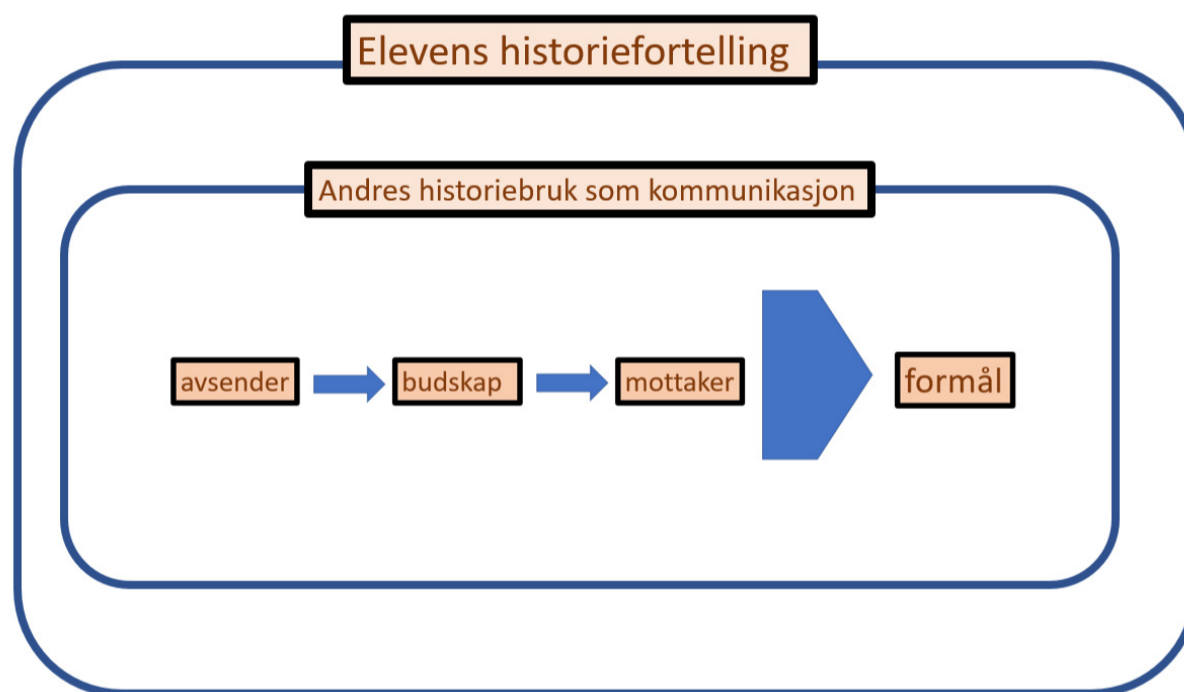 Elevens historiefortelling
Andres historiebruk som kommunikasjon
avsender
budskap
mottaker
formål